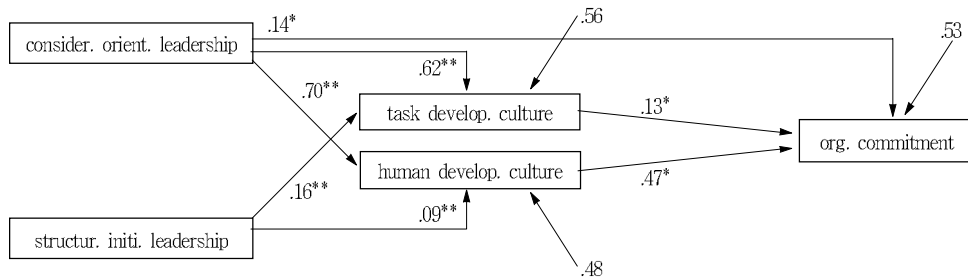 .56
.14*
.53
consider. orient. leadership
.62**
.70**
task develop. culture
.13*
org. commitment
human develop. culture
.16**
.47*
.09**
structur. initi. leadership
.48